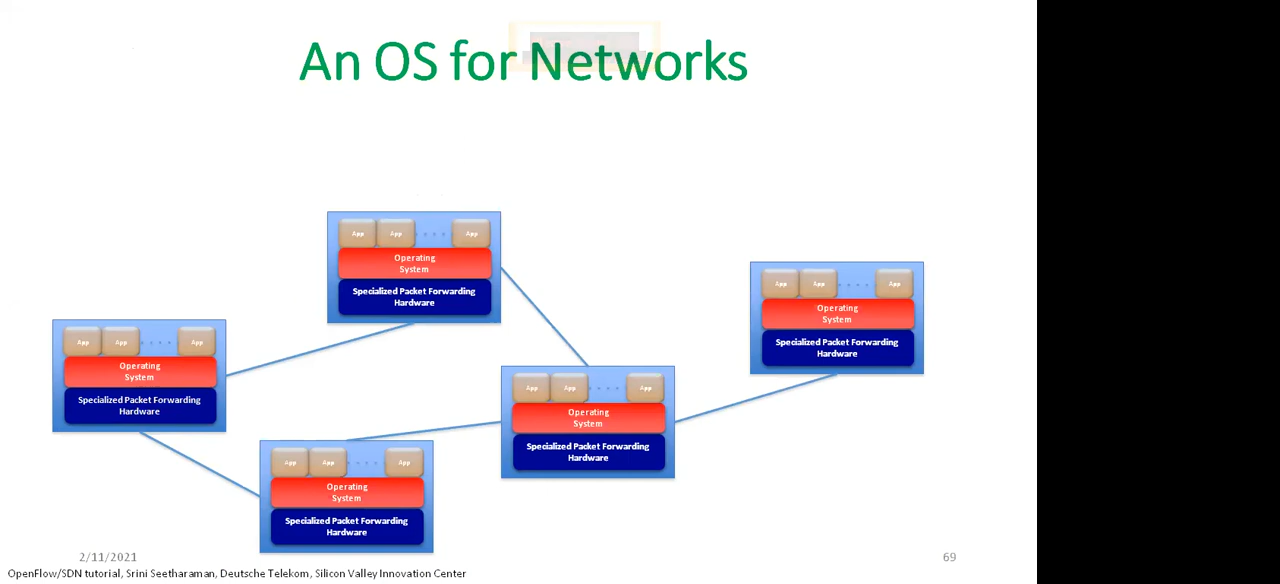 An OS for Networks
App App . . . . App
Operating
System
Specialized Packet Forwarding
Hardware
App App . . . . App
Operating
System
Specialized Packet Forwarding
Hardware
App App . . . . App
Operating
System
Specialized Packet Forwarding
Hardware
App App . . . . App
Operating
System
Specialized Packet Forwarding
Hardware
App App . . . . App
Operating
System
Specialized Packet Forwarding
Hardware
2/11/2021
69
OpenFlow/SDN tutorial, Srini Seetharaman, Deutsche Telekom, Silicon Valley Innovation Center